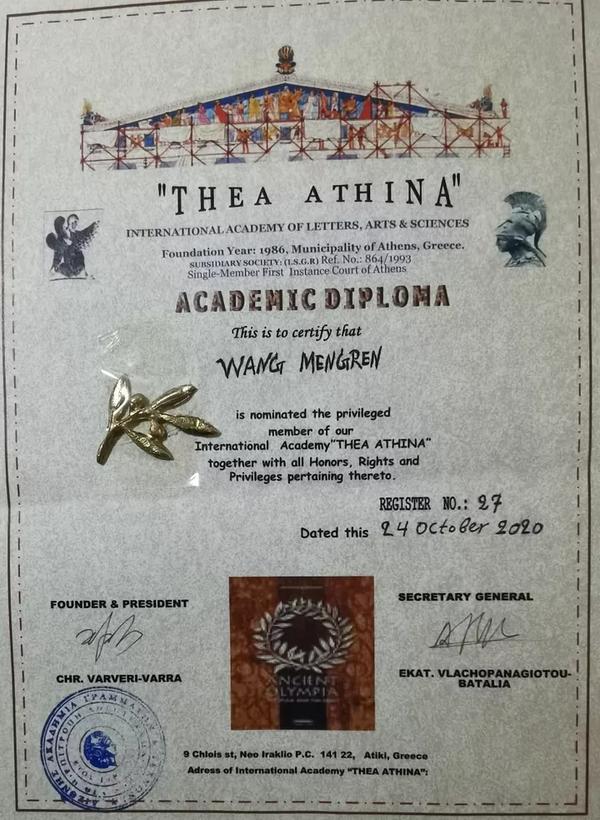 "THEA ATHINA"
INTERNATIONAL ACADEMY OF LETTERS, ARTS & SCIENCES
Foundation Year: 1986, Municipality of Athens, Greece.
SUBSIDIARY SOCIETY: (I.S.G.R) Ref. No.: 864/1993
Single-Member First Instance Court of Athens
ACADEMIC DIPLOMA
This is to certify that
WANG MENGREN
is nominated the privileged
member of our
International Academy"THEA ATHINA"
together with all Honors, Rights and
Privileges pertaining thereto.
REGISTER NO.: 27
Dated this 24 October 2020
FOUNDER & PRESIDENT
SECRETARY GENERAL
CHR. VARVERI-VARRA
EKAT. VLACHOPANAGIOTOU-
BATALIA
ANCIENT
OLYMPIA
ΔΙΕΘΝΗΣ ΑΚΑΔΗΜΙΑ ΓΡΑΜΜΑΤΩΝ
9 Chlois st, Neo Iraklio P.C. 141 22, Atiki, Greece
Adress of International Academy "THEA ATHINA":